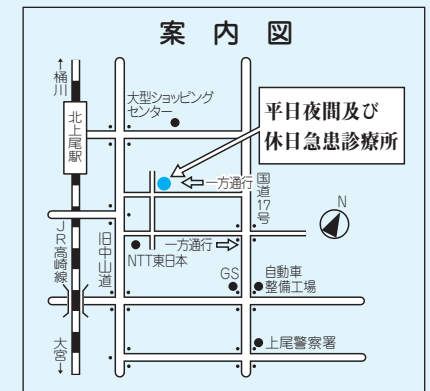 案内図
↑桶川
北上尾駅
大型ショッピング
センター
平日夜間及び
休日急患診療所
⇦一方通行
国道17号
N
JR高崎線
旧中山道
一方通行⇨
NTT東日本
GS
自動車
整備工場
上尾警察署
大宮↓